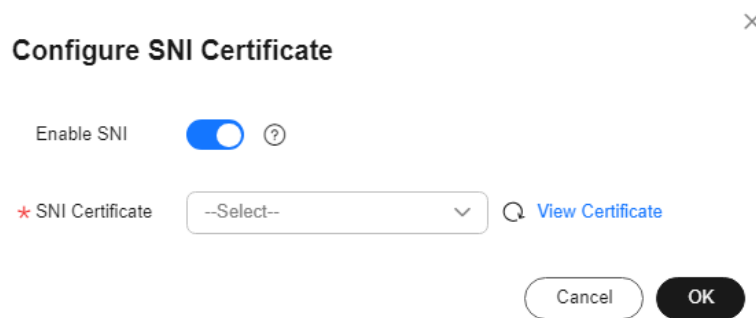 Configure SNI Certificate
Enable SNI
* SNI Certificate --Select-- View Certificate
Cancel OK